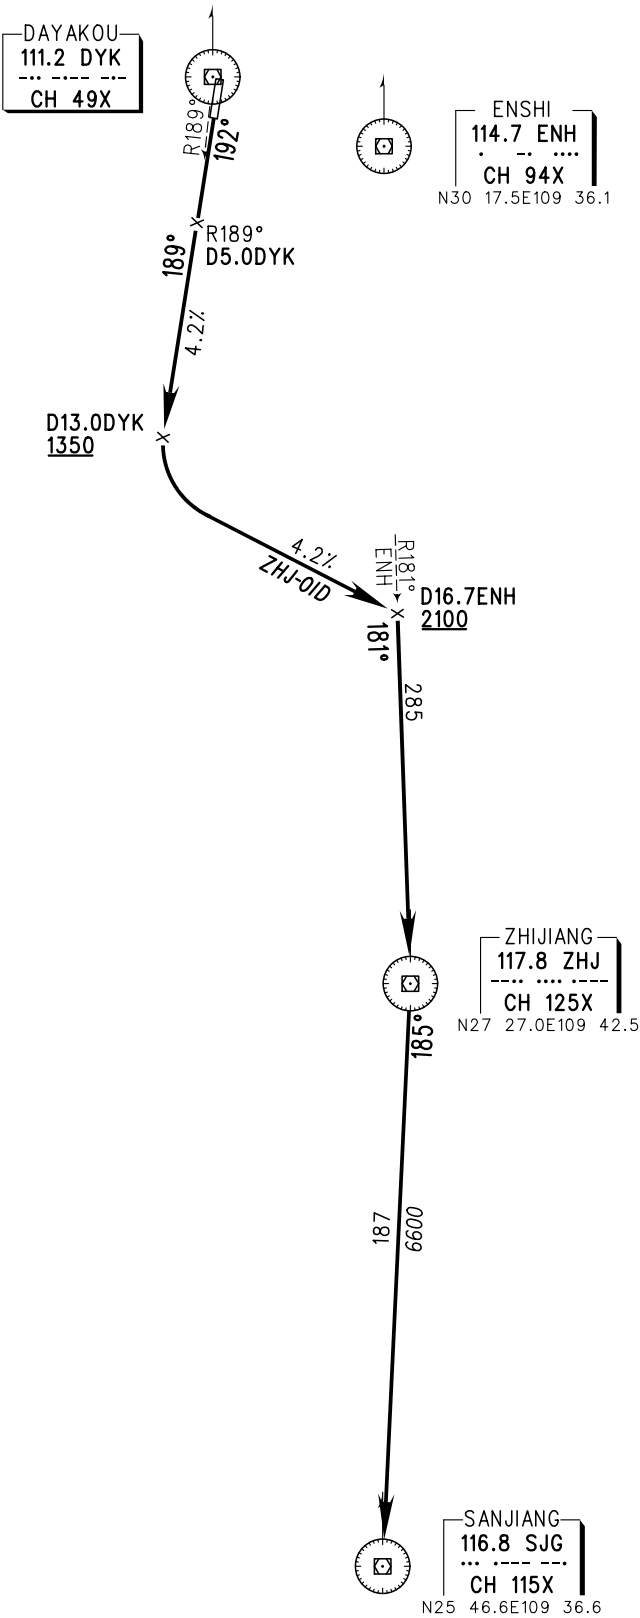 DAYAKOU
111.2 DYK
CH 49X
ENSHI
114.7 ENH
CH 94X
N30 17.5E109 36.1
R189°
192°
R189°
D5.0DYK
189°
4.2%
D13.0DYK
1350
4.2%
ZHJ-01D
R181°
ENH
D16.7ENH
2100
181°
285
ZHIJIANG
117.8 ZHJ
CH 125X
N27 27.0E109 42.5
185°
187
6600
SANJIANG
116.8 SJG
CH 115X
N25 46.6E109 36.6